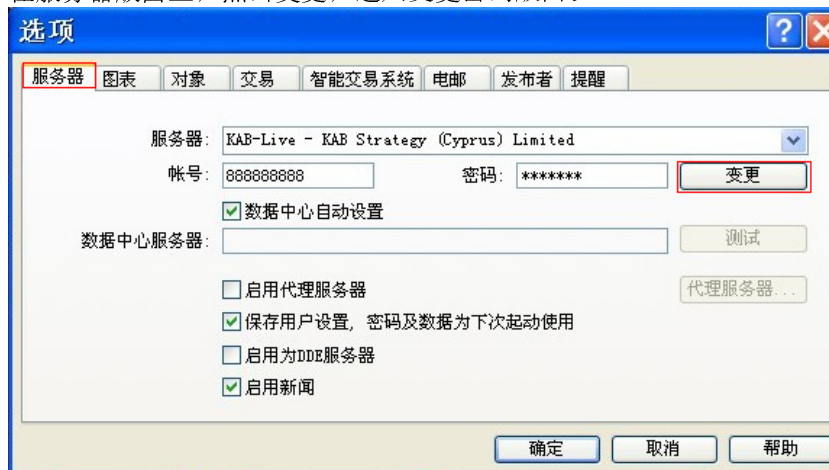 选项
服务器 图表 对象 交易 智能交易系统 电邮 发布者 提醒
服务器: KAB-Live - KAB Strategy (Cyprus) Limited
帐号: 888888888 密码: ******* 变更
数据中心自动设置
数据中心服务器: 测试
启用代理服务器 代理服务器...
保存用户设置, 密码及数据为下次起动使用
启用为DDE服务器
启用新闻
确定 取消 帮助